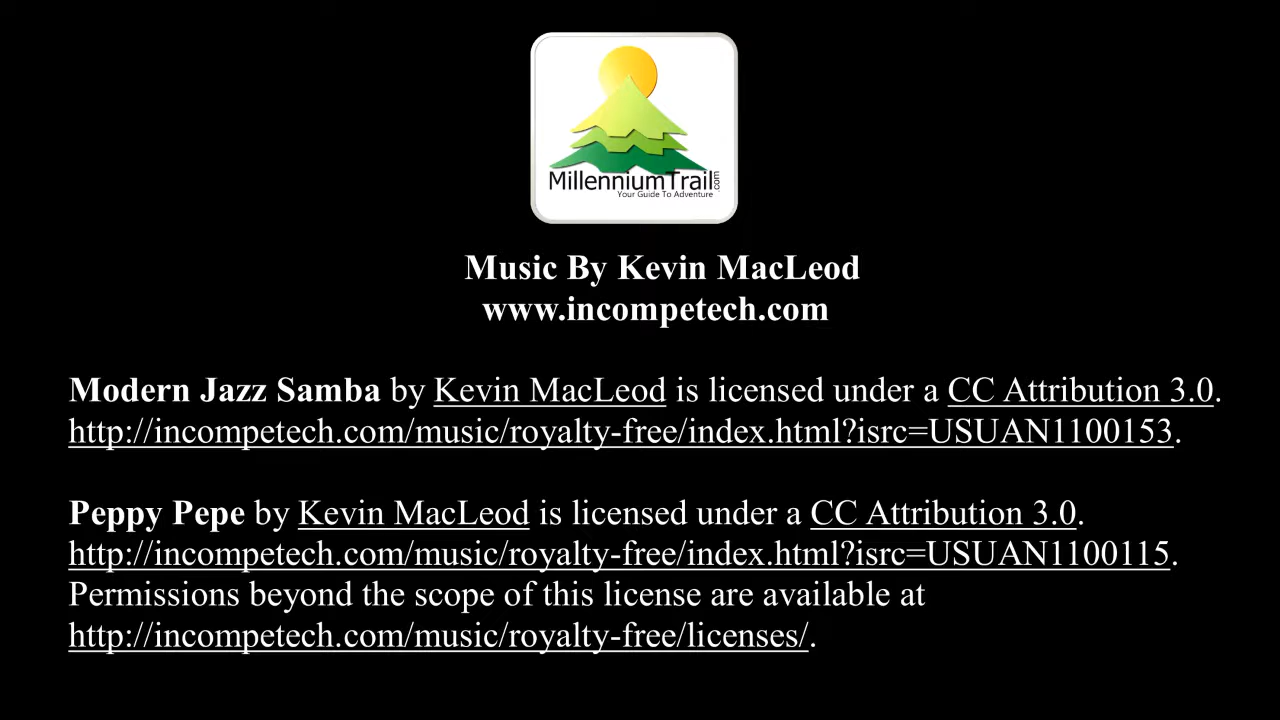 MillenniumTrail.com
Your Guide To Adventure
Music By Kevin MacLeod
www.incompetech.com
Modern Jazz Samba by Kevin MacLeod is licensed under a CC Attribution 3.0.
http://incompetech.com/music/royalty-free/index.html?isrc=USUAN1100153.
Peppy Pepe by Kevin MacLeod is licensed under a CC Attribution 3.0.
http://incompetech.com/music/royalty-free/index.html?isrc=USUAN1100115.
Permissions beyond the scope of this license are available at
http://incompetech.com/music/royalty-free/licenses/.